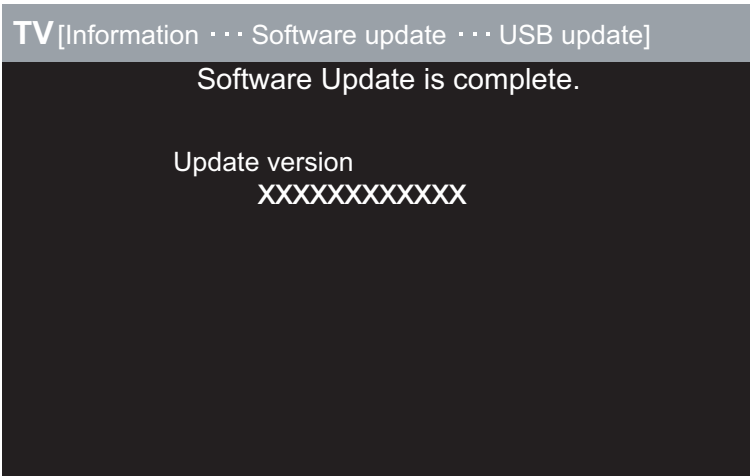 TV [Information ··· Software update ··· USB update]
Software Update is complete.
Update version
XXXXXXXXXXXX